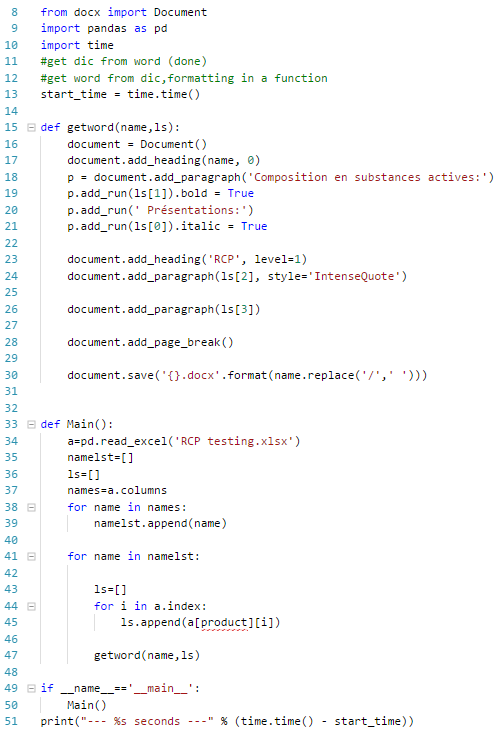 8 from docx import Document
9 import pandas as pd
10 import time
11 #get dic from word (done)
12 #get word from dic,formatting in a function
13 start_time = time.time()
14
15 def getword(name,ls):
16 document = Document()
17 document.add_heading(name, 0)
18 p = document.add_paragraph('Composition en substances actives:')
19 p.add_run(ls[1]).bold = True
20 p.add_run(' Présentations:')
21 p.add_run(ls[0]).italic = True
22
23 document.add_heading('RCP', level=1)
24 document.add_paragraph(ls[2], style='IntenseQuote')
25
26 document.add_paragraph(ls[3])
27
28 document.add_page_break()
29
30 document.save('{}.docx'.format(name.replace('/',' ')))
31
32
33 def Main():
34 a=pd.read_excel('RCP testing.xlsx')
35 namelst=[]
36 ls=[]
37 names=a.columns
38 for name in names:
39 namelst.append(name)
40
41 for name in namelst:
42
43 ls=[]
44 for i in a.index:
45 ls.append(a[product][i])
46
47 getword(name,ls)
48
49 if __name__=='__main__':
50 Main()
51 print("--- %s seconds ---" % (time.time() - start_time))